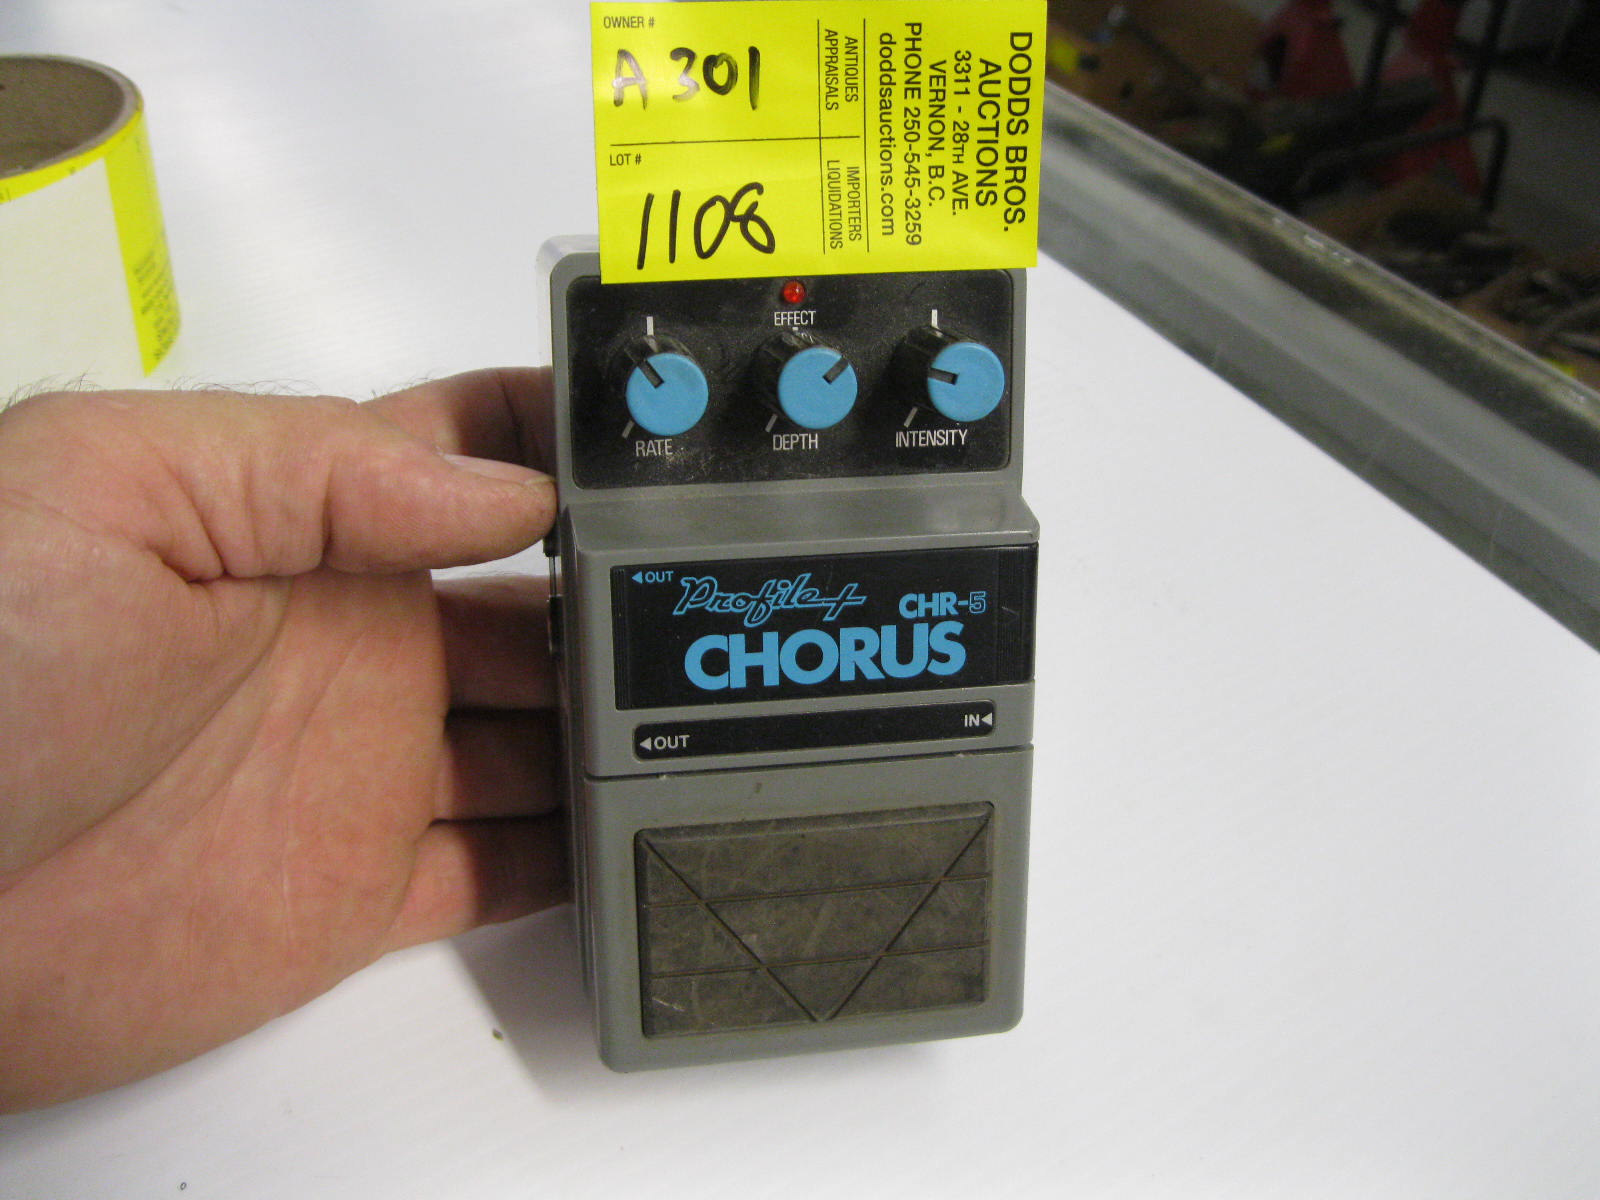 OWNER #
A 301
LOT #
1108
ANTIQUES
APPRAISALS
IMPORTERS
LIQUIDATIONS
DODDS BROS.
AUCTIONS
3311 - 28TH AVE.
VERNON, B.C.
PHONE 250-545-3259
doddsauctions.com
EFFECT
RATE
DEPTH
INTENSITY
◀OUT
Profile+
CHR-5
CHORUS
IN◀
◀OUT